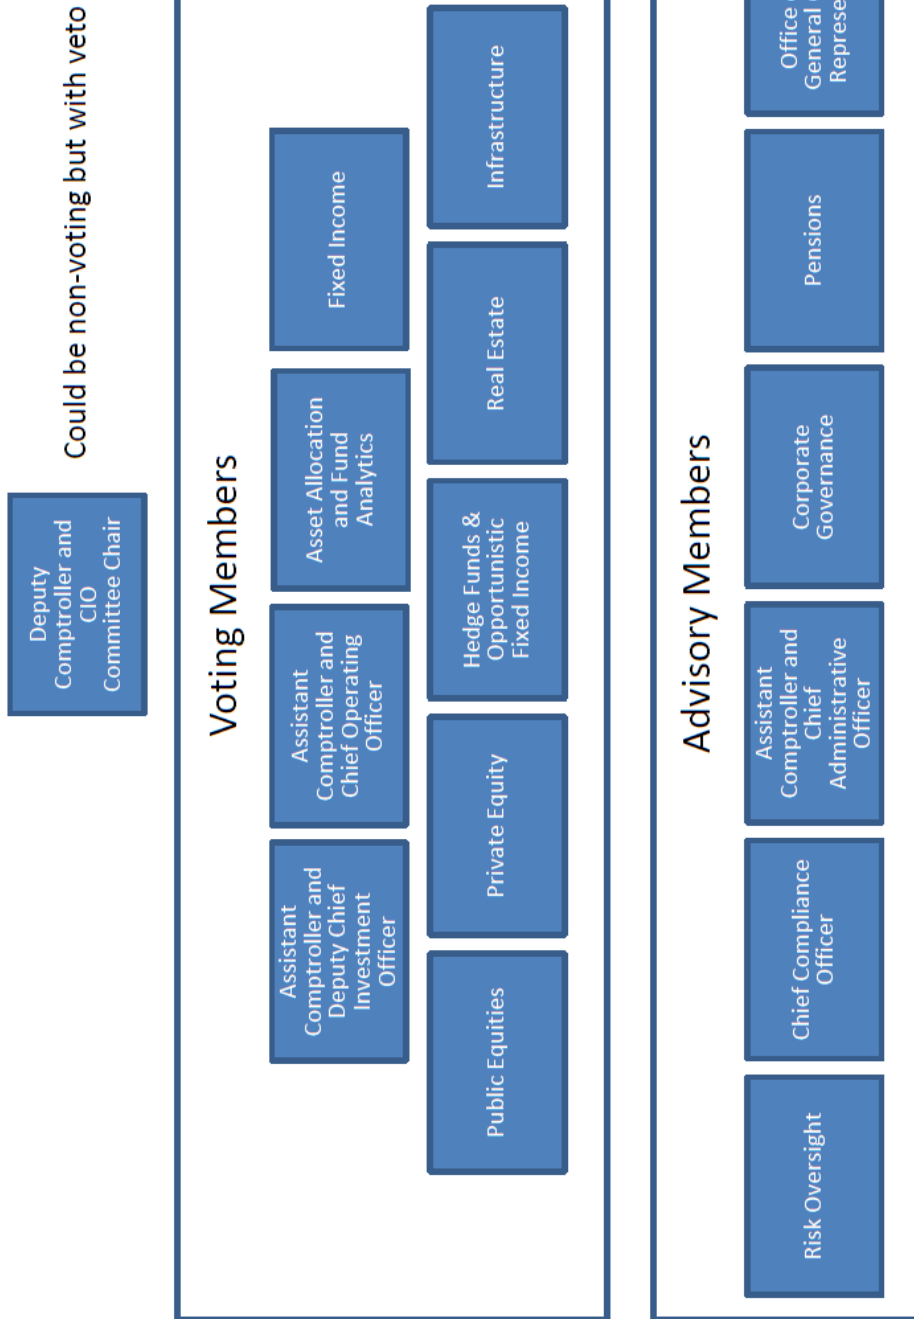 Deputy
Comptroller and
CIO
Committee Chair
Could be non-voting but with veto
Voting Members
Assistant
Comptroller and
Deputy Chief
Investment
Officer
Assistant
Comptroller and
Chief Operating
Officer
Asset Allocation
and Fund
Analytics
Fixed Income
Public Equities
Private Equity
Hedge Funds &
Opportunistic
Fixed Income
Real Estate
Infrastructure
Advisory Members
Risk Oversight
Chief Compliance
Officer
Assistant
Comptroller and
Chief
Administrative
Officer
Corporate
Governance
Pensions
Office
General